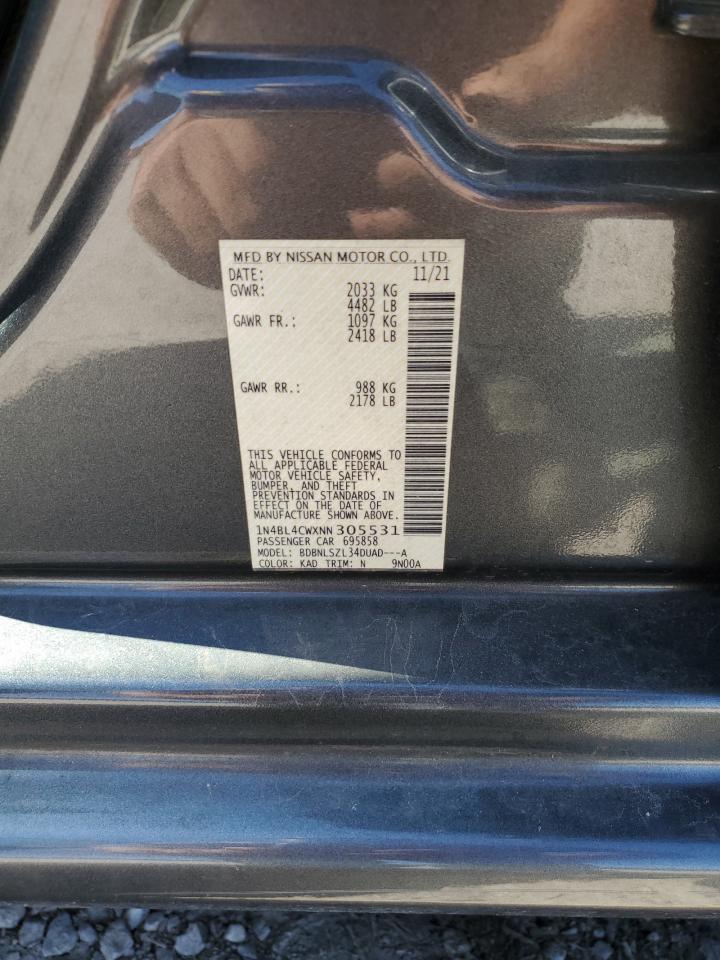 MFD BY NISSAN MOTOR CO., LTD.
DATE: 11/21
GVWR: 2033 KG
4482 LB
GAWR FR.: 1097 KG
2418 LB
GAWR RR.: 988 KG
2178 LB
THIS VEHICLE CONFORMS TO
ALL APPLICABLE FEDERAL
MOTOR VEHICLE SAFETY,
BUMPER, AND THEFT
PREVENTION STANDARDS IN
EFFECT ON THE DATE OF
MANUFACTURE SHOWN ABOVE.
1N4BL4CWXNN305531
PASSENGER CAR 695858
MODEL: BDBNLSZL34DUAD---A
COLOR: KAD TRIM: N 9N00A